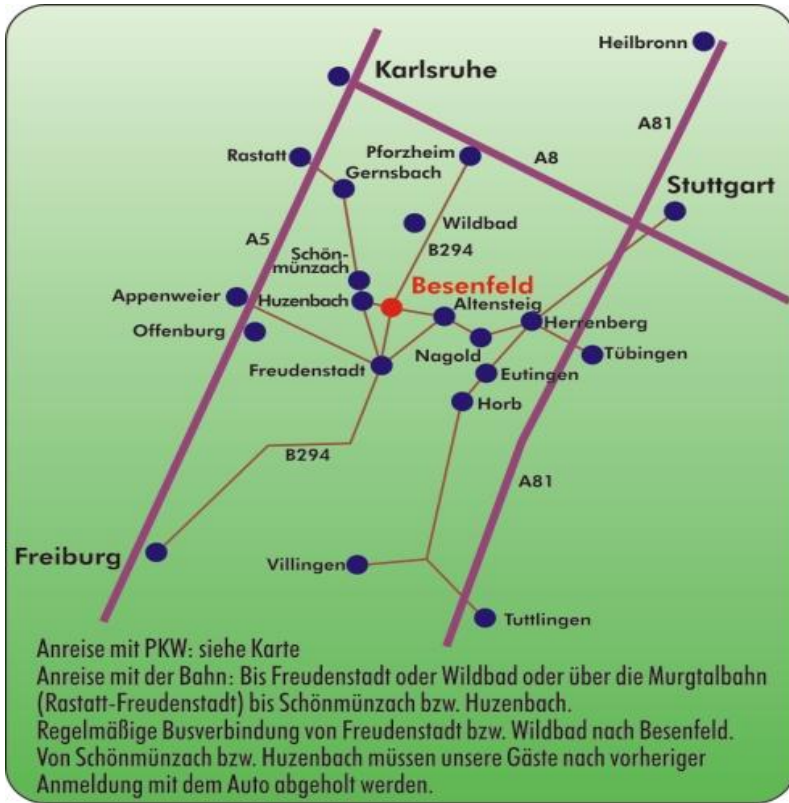 Heilbronn
Karlsruhe
A81
Rastatt
Pforzheim
A8
Gernsbach
Stuttgart
Wildbad
A5
B294
Schön-
münzach
Besenfeld
Appenweier
Huzenbach
Altensteig
Herrenberg
Offenburg
Nagold
Tübingen
Freudenstadt
Eutingen
Horb
B294
A81
Freiburg
Villingen
Tuttlingen
Anreise mit PKW: siehe Karte
Anreise mit der Bahn: Bis Freudenstadt oder Wildbad oder über die Murgtalbahn
(Rastatt-Freudenstadt) bis Schönmünzach bzw. Huzenbach.
Regelmäßige Busverbindung von Freudenstadt bzw. Wildbad nach Besenfeld.
Von Schönmünzach bzw. Huzenbach müssen unsere Gäste nach vorheriger
Anmeldung mit dem Auto abgeholt werden.